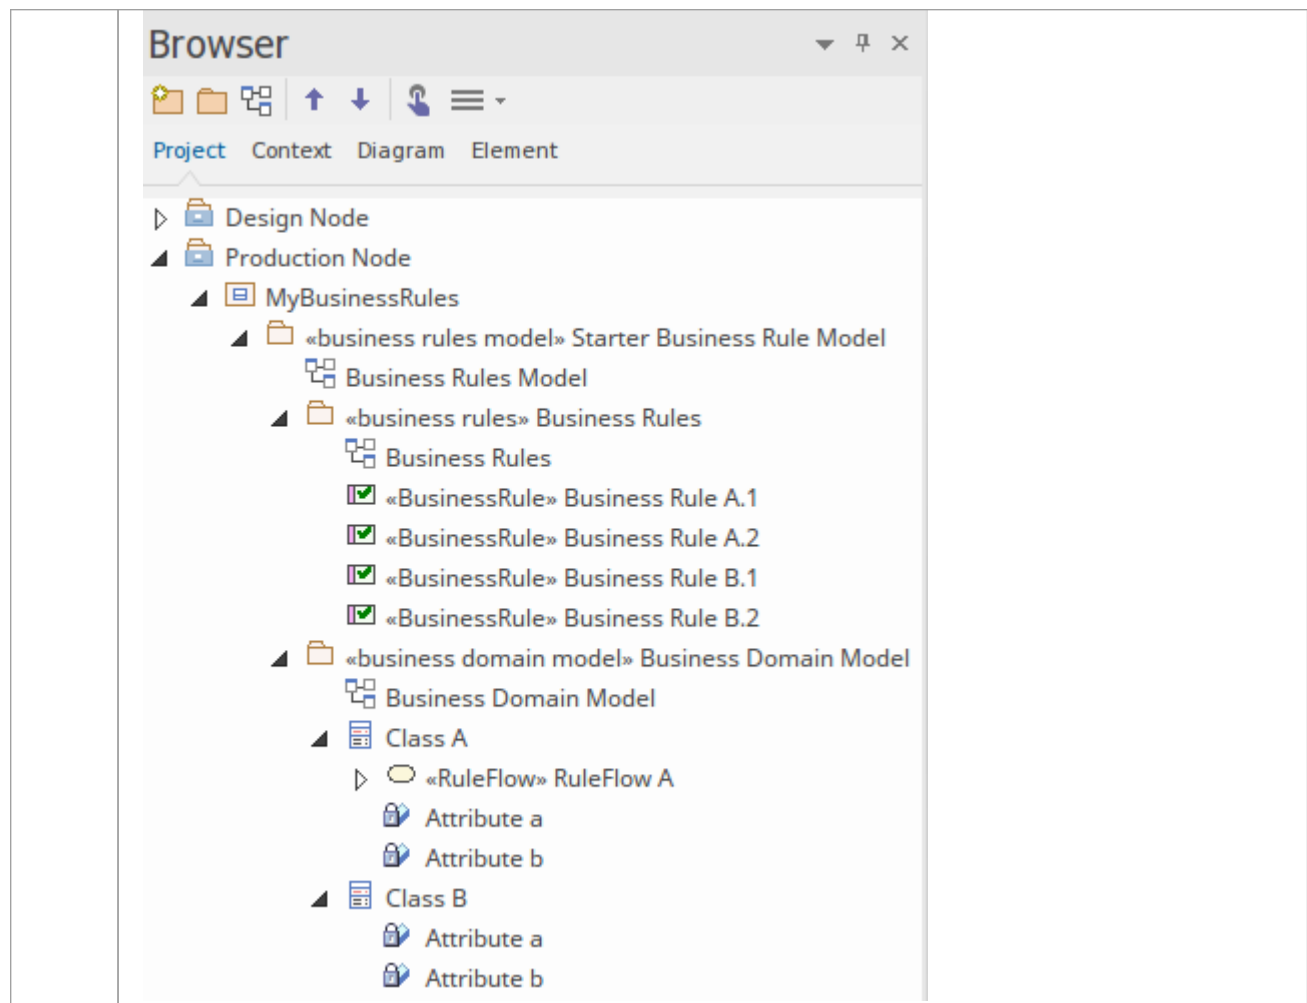 Browser
Project Context Diagram Element
Design Node
Production Node
MyBusinessRules
«business rules model» Starter Business Rule Model
Business Rules Model
«business rules» Business Rules
Business Rules
«BusinessRule» Business Rule A.1
«BusinessRule» Business Rule A.2
«BusinessRule» Business Rule B.1
«BusinessRule» Business Rule B.2
«business domain model» Business Domain Model
Business Domain Model
Class A
«RuleFlow» RuleFlow A
Attribute a
Attribute b
Class B
Attribute a
Attribute b